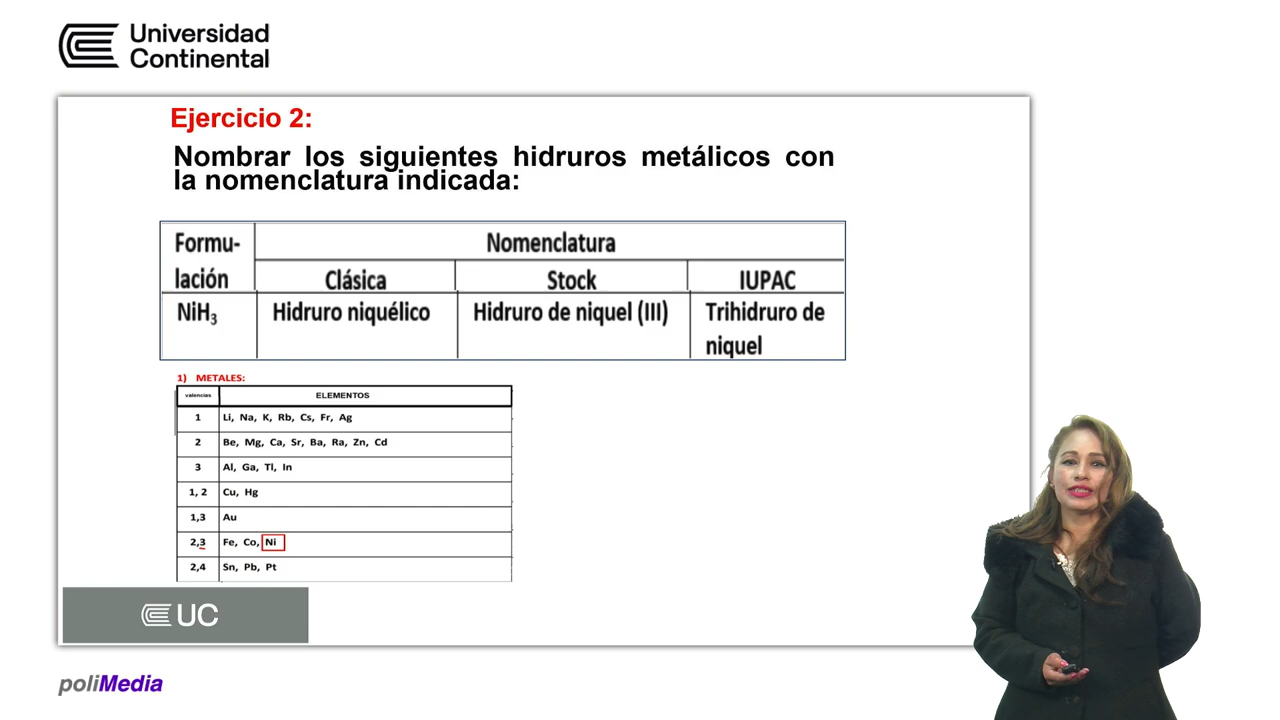 Universidad
Continental
Ejercicio 2:
Nombrar los siguientes hidruros metálicos con
la nomenclatura indicada:
Formu-
lación
Nomenclatura
Clásica
Stock
IUPAC
NiH₃
Hidruro niquélico
Hidruro de niquel (III)
Trihidruro de
niquel
1) METALES:
valencias
ELEMENTOS
1
Li, Na, K, Rb, Cs, Fr, Ag
2
Be, Mg, Ca, Sr, Ba, Ra, Zn, Cd
3
Al, Ga, Tl, In
1, 2
Cu, Hg
1,3
Au
2,3
Fe, Co, Ni
2,4
Sn, Pb, Pt
UC
poliMedia